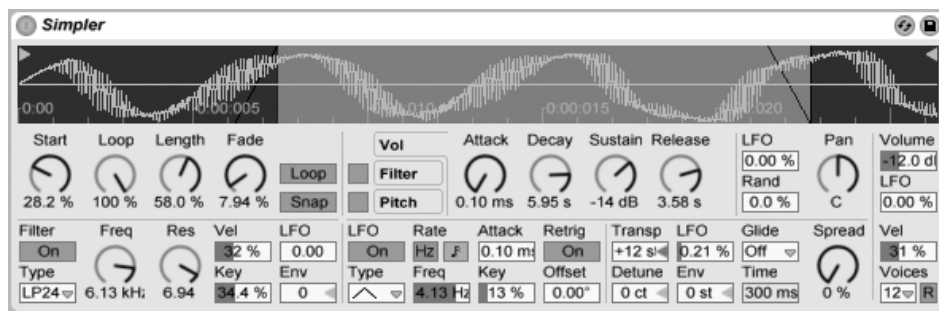 Simpler
0:00 0:00:005 0:00:010 0:00:015 0:00:020
Start Loop Length Fade Vol Attack Decay Sustain Release LFO Pan Volume
0.00 % -12.0 dB
Loop Filter Rand LFO
28.2 % 100 % 58.0 % 7.94 % Snap Pitch 0.10 ms 5.95 s -14 dB 3.58 s 0.0 % C 0.00 %
Filter Freq Res Vel LFO LFO Rate Attack Retrig Transp LFO Glide Spread Vel
On 32 % 0.00 On Hz 0.10 ms On +12 st 0.21 % Off 31 %
Type Key Env Type Freq Key Offset Detune Env Time Voices
LP24 6.13 kHz 6.94 34.4 % 0 4.13 Hz 13 % 0.00° 0 ct 0 st 300 ms 0 % 12 R